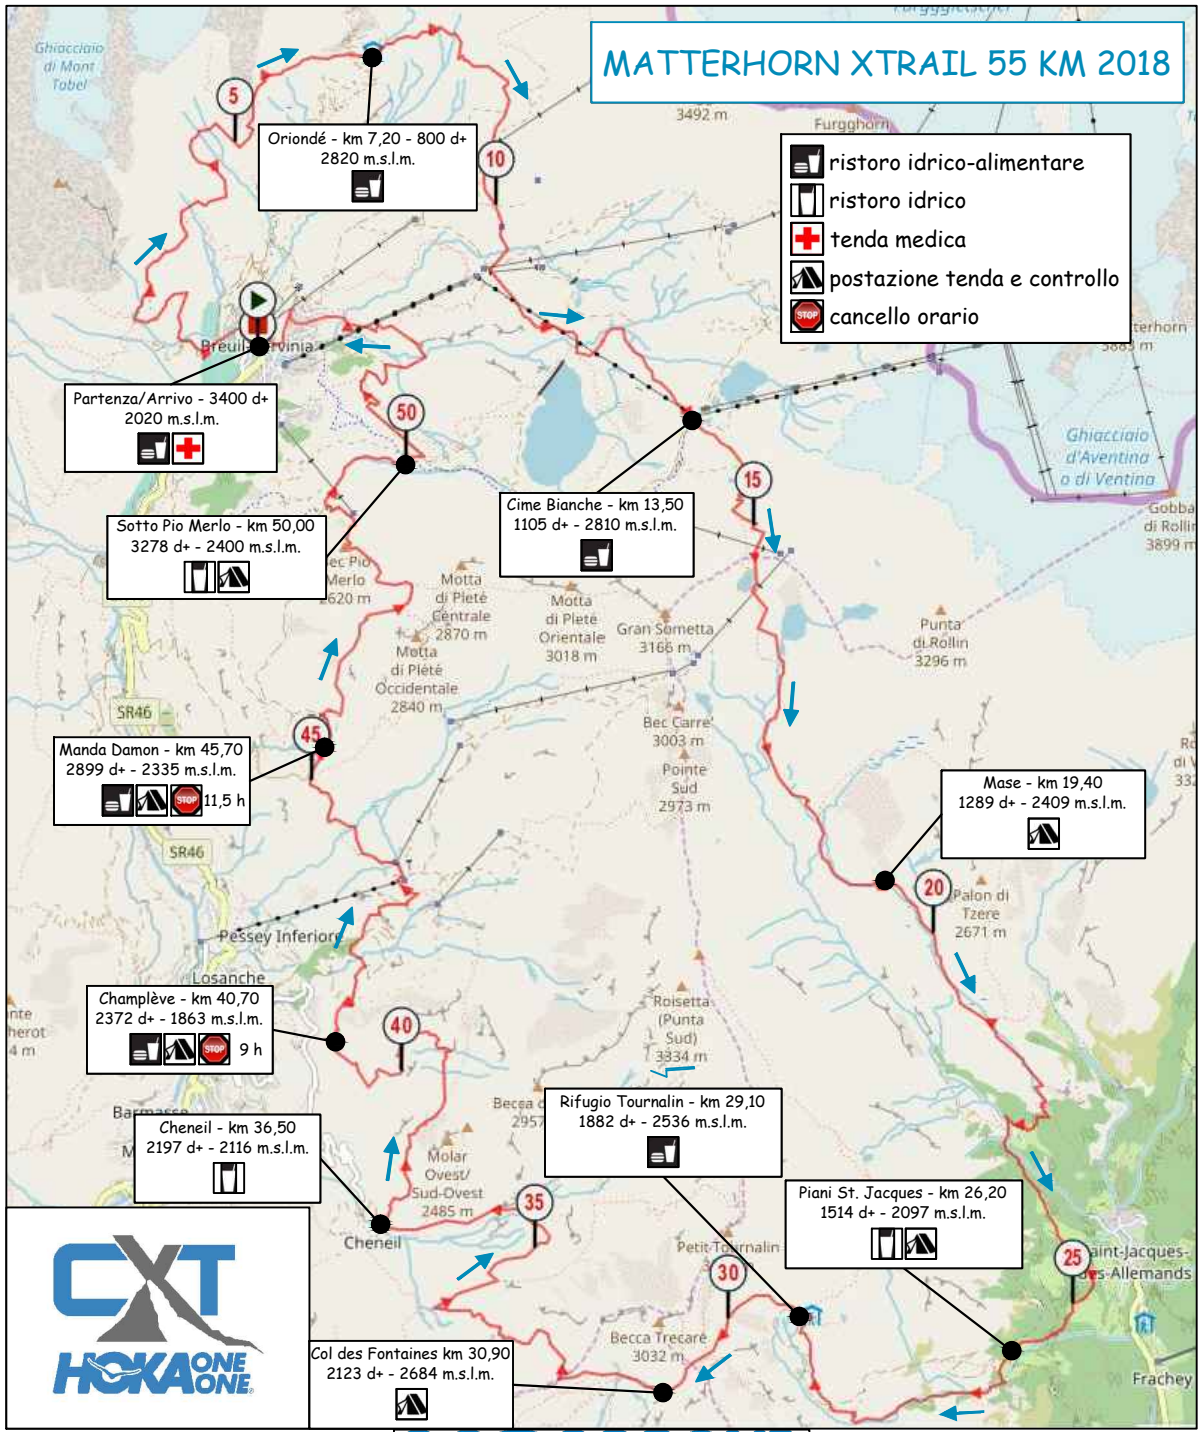 MATTERHORN XTRAIL 55 KM 2018
Ghiacciaio
di Mont
Tabel
3492 m
Furgghorn
ristoro idrico-alimentare
ristoro idrico
tenda medica
postazione tenda e controllo
STOP
cancello orario
5
Oriondé - km 7,20 - 800 d+
2820 m.s.l.m.
10
Partenza/Arrivo - 3400 d+
2020 m.s.l.m.
50
Ghiacciaio
d'Aventina
o di Ventina
Gobba
di Rollin
3899 m
15
Cime Bianche - km 13,50
1105 d+ - 2810 m.s.l.m.
Sotto Pio Merlo - km 50,00
3278 d+ - 2400 m.s.l.m.
Merlo
2620 m
Motta
di Pletè
Centrale
2870 m
Motta
di Pletè
Orientale
3018 m
Gran Sometta
3166 m
Punta
di Rollin
3296 m
Motta
di Plétè
Occidentale
2840 m
SR46
Bec Carre'
3003 m
Pointe
Sud
2973 m
45
Manda Damon - km 45,70
2899 d+ - 2335 m.s.l.m.
STOP
11,5 h
Mase - km 19,40
1289 d+ - 2409 m.s.l.m.
SR46
20
Palon di
Tzere
2671 m
Pessey Inferiore
Losanche
Champlève - km 40,70
2372 d+ - 1863 m.s.l.m.
STOP
9 h
40
Roisetta
(Punta
Sud)
3334 m
Cheneil - km 36,50
2197 d+ - 2116 m.s.l.m.
Rifugio Tournalin - km 29,10
1882 d+ - 2536 m.s.l.m.
Molar
Ovest/
Sud-Ovest
2485 m
35
Piani St. Jacques - km 26,20
1514 d+ - 2097 m.s.l.m.
Cheneil
Petit Tournalin
30
25
des-Allemands
Becca Trecare
3032 m
Col des Fontaines km 30,90
2123 d+ - 2684 m.s.l.m.
Frachey
CXT
HOKA ONE ONE